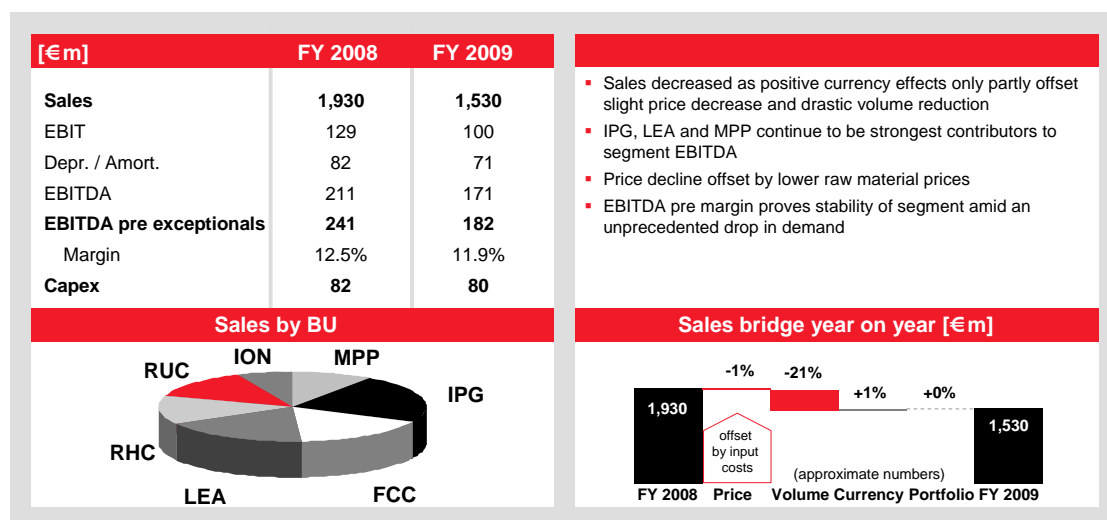 [€m] FY 2008 FY 2009
Sales 1,930 1,530
EBIT 129 100
Depr. / Amort. 82 71
EBITDA 211 171
EBITDA pre exceptionals 241 182
Margin 12.5% 11.9%
Capex 82 80
▪ Sales decreased as positive currency effects only partly offset
slight price decrease and drastic volume reduction
▪ IPG, LEA and MPP continue to be strongest contributors to
segment EBITDA
▪ Price decline offset by lower raw material prices
▪ EBITDA pre margin proves stability of segment amid an
unprecedented drop in demand
Sales by BU
ION MPP
RUC
IPG
RHC
LEA FCC
Sales bridge year on year [€m]
-1% -21%
+1% +0%
1,930
1,530
offset
by input
costs
(approximate numbers)
FY 2008 Price Volume Currency Portfolio FY 2009